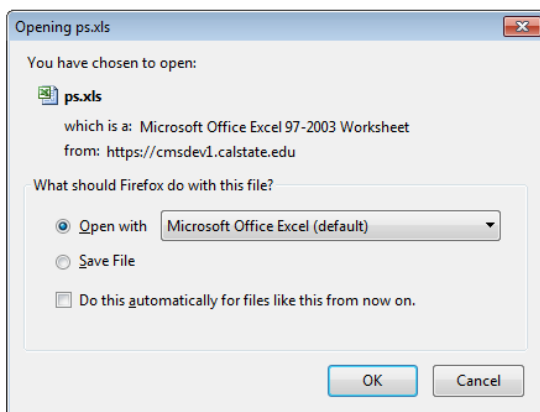 Opening ps.xls
You have chosen to open:
ps.xls
which is a: Microsoft Office Excel 97-2003 Worksheet
from: https://cmsdev1.calstate.edu
What should Firefox do with this file?
Open with Microsoft Office Excel (default)
Save File
Do this automatically for files like this from now on.
OK Cancel